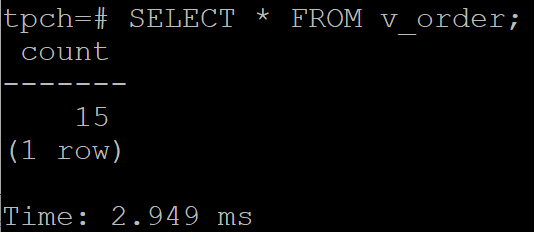 tpch=# SELECT * FROM v_order;
 count
-------
    15
(1 row)

Time: 2.949 ms